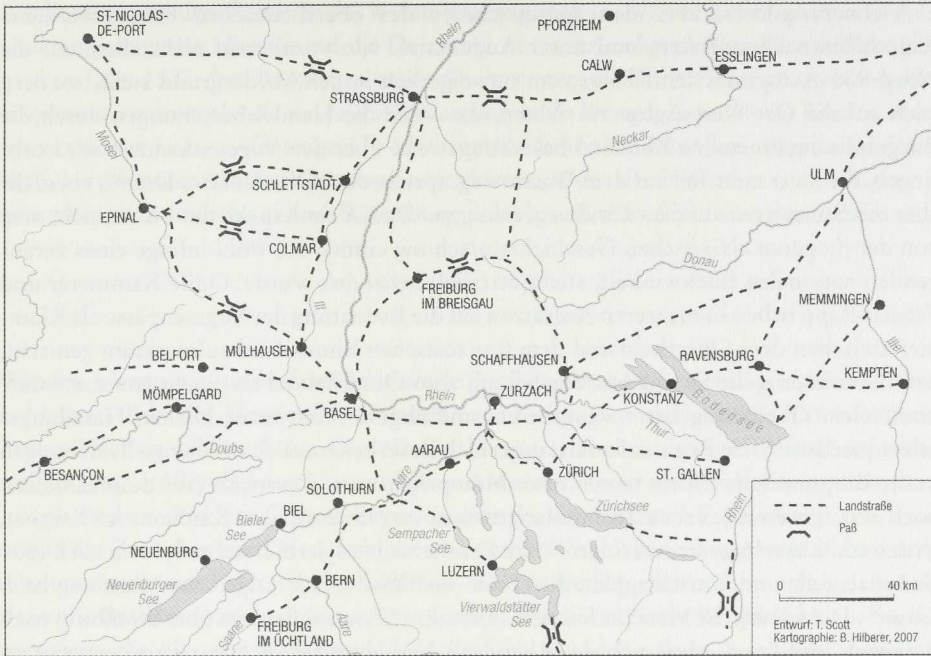 ST-NICOLAS-
DE-PORT
Rhein
PFORZHEIM
CALW
ESSLINGEN
STRASSBURG
Mosel
Neckar
SCHLETTSTADT
ULM
EPINAL
COLMAR
Ill
Donau
FREIBURG
IM BREISGAU
MEMMINGEN
Iller
MÜLHAUSEN
BELFORT
SCHAFFHAUSEN
RAVENSBURG
KEMPTEN
MÖMPELGARD
BASEL
Rhein
ZURZACH
KONSTANZ
Bodensee
Thur
BESANÇON
Doubs
AARAU
Aare
ZÜRICH
ST. GALLEN
SOLOTHURN
BIEL
Bieler
See
Sempacher
See
Zürichsee
Rhein
Landstraße
Paß
NEUENBURG
LUZERN
Neuenburger
See
BERN
Vierwaldstätter
See
0
40 km
Saane
Aare
FREIBURG
IM ÜCHTLAND
Entwurf: T. Scott
Kartographie: B. Hilberer, 2007